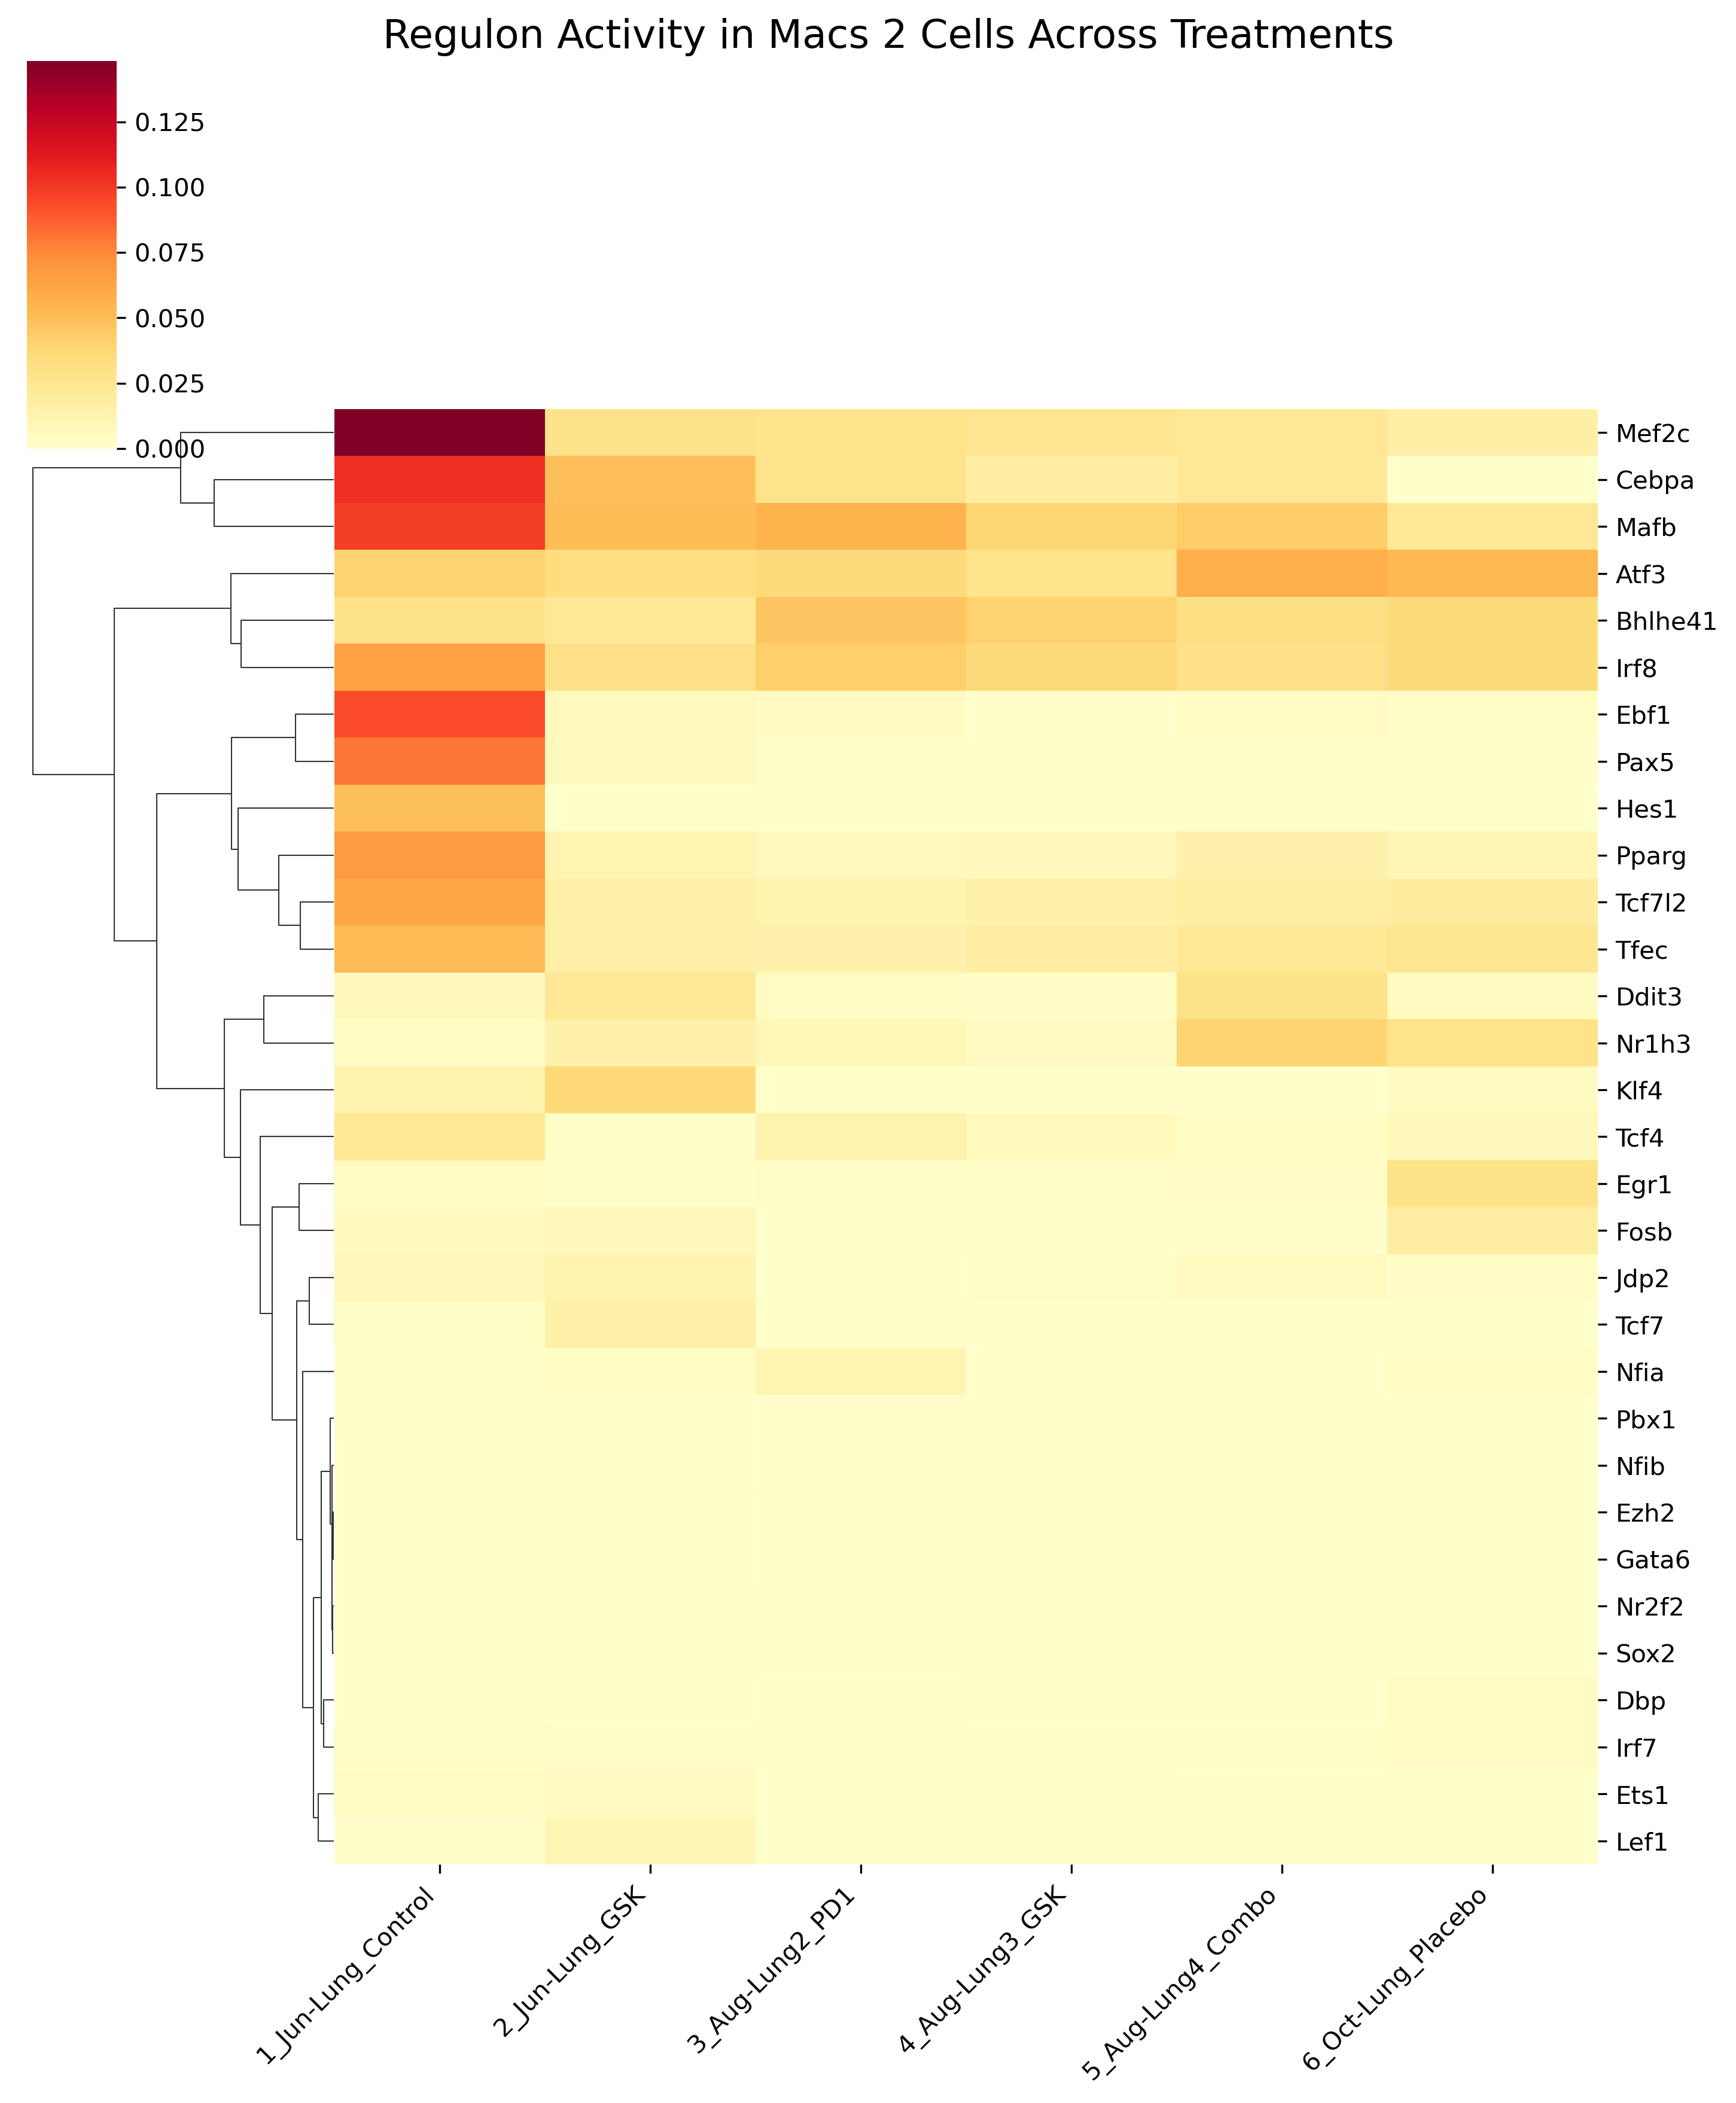 Regulon Activity in Macs 2 Cells Across Treatments
0.125
0.100
0.075
0.050
0.025
0.000
Mef2c
Cebpa
Mafb
Atf3
Bhlhe41
Irf8
Ebf1
Pax5
Hes1
Pparg
Tcf7l2
Tfec
Ddit3
Nr1h3
Klf4
Tcf4
Egr1
Fosb
Jdp2
Tcf7
Nfia
Pbx1
Nfib
Ezh2
Gata6
Nr2f2
Sox2
Dbp
Irf7
Ets1
Lef1
1_Jun-Lung_Control
2_Jun-Lung_GSK
3_Aug-Lung2_PD1
4_Aug-Lung3_GSK
5_Aug-Lung4_Combo
6_Oct-Lung_Placebo